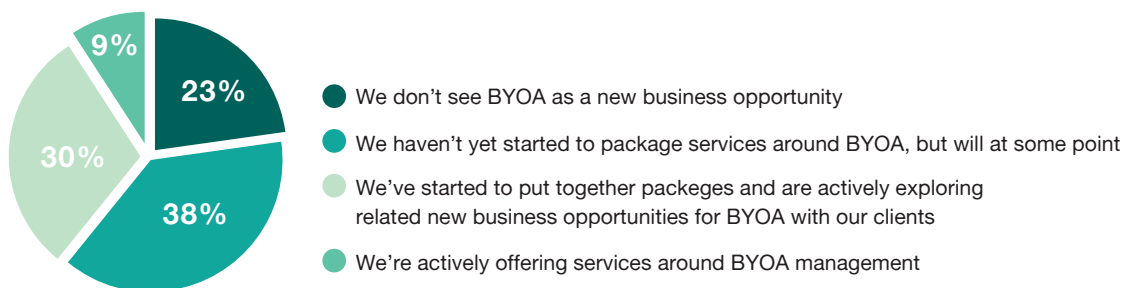 9%
23%
30%
38%
We don't see BYOA as a new business opportunity
We haven't yet started to package services around BYOA, but will at some point
We've started to put together packeges and are actively exploring
related new business opportunities for BYOA with our clients
We're actively offering services around BYOA management